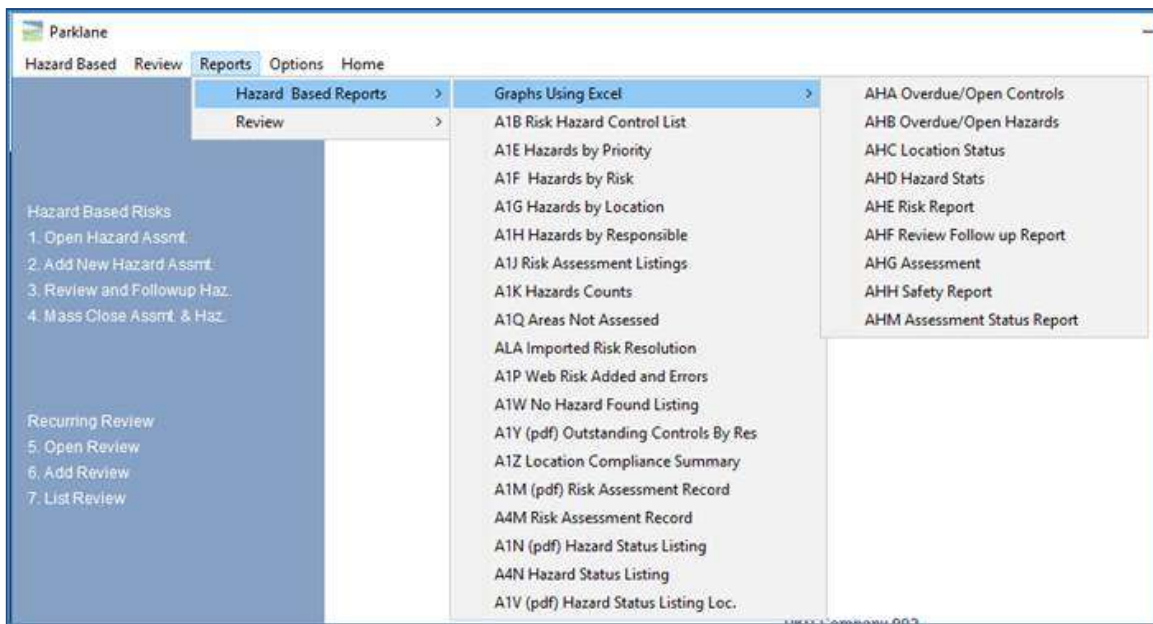 Parklane
Hazard Based Review Reports Options Home
Hazard Based Reports >
Review >
Graphs Using Excel >
A1B Risk Hazard Control List
A1E Hazards by Priority
A1F Hazards by Risk
A1G Hazards by Location
A1H Hazards by Responsible
A1J Risk Assessment Listings
A1K Hazards Counts
A1Q Areas Not Assessed
ALA Imported Risk Resolution
A1P Web Risk Added and Errors
A1W No Hazard Found Listing
A1Y (pdf) Outstanding Controls By Res
A1Z Location Compliance Summary
A1M (pdf) Risk Assessment Record
A4M Risk Assessment Record
A1N (pdf) Hazard Status Listing
A4N Hazard Status Listing
A1V (pdf) Hazard Status Listing Loc.
AHA Overdue/Open Controls
AHB Overdue/Open Hazards
AHC Location Status
AHD Hazard Stats
AHE Risk Report
AHF Review Follow up Report
AHG Assessment
AHH Safety Report
AHM Assessment Status Report
Hazard Based Risks
1. Open Hazard Assmt.
2. Add New Hazard Assmt.
3. Review and Followup Haz.
4. Mass Close Assmt. & Haz.
Recurring Review
5. Open Review
6. Add Review
7. List Review